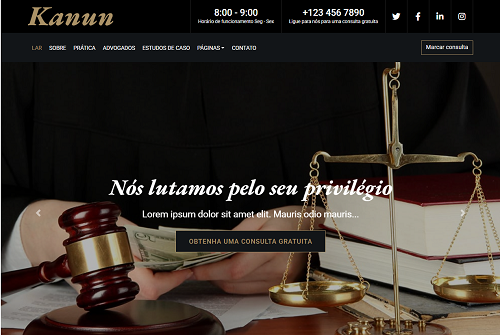 Kanun
8:00 - 9:00
Horário de funcionamento Seg - Sex
+123 456 7890
Ligue para nós para uma consulta gratuita
LAR SOBRE PRÁTICA ADVOGADOS ESTUDOS DE CASO PÁGINAS CONTATO
Marcar consulta
Nós lutamos pelo seu privilégio
Lorem ipsum dolor sit amet elit. Mauris odio mauris...
OBTENHA UMA CONSULTA GRATUITA